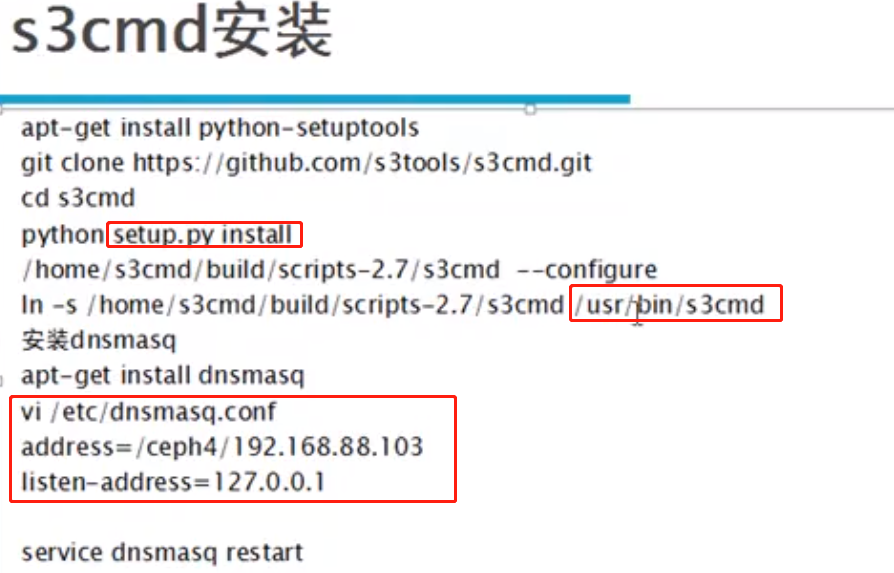 s3cmd安装
apt-get install python-setuptools
git clone https://github.com/s3tools/s3cmd.git
cd s3cmd
python setup.py install
/home/s3cmd/build/scripts-2.7/s3cmd --configure
ln -s /home/s3cmd/build/scripts-2.7/s3cmd /usr/bin/s3cmd
安装dnsmasq
apt-get install dnsmasq
vi /etc/dnsmasq.conf
address=/ceph4/192.168.88.103
listen-address=127.0.0.1
service dnsmasq restart